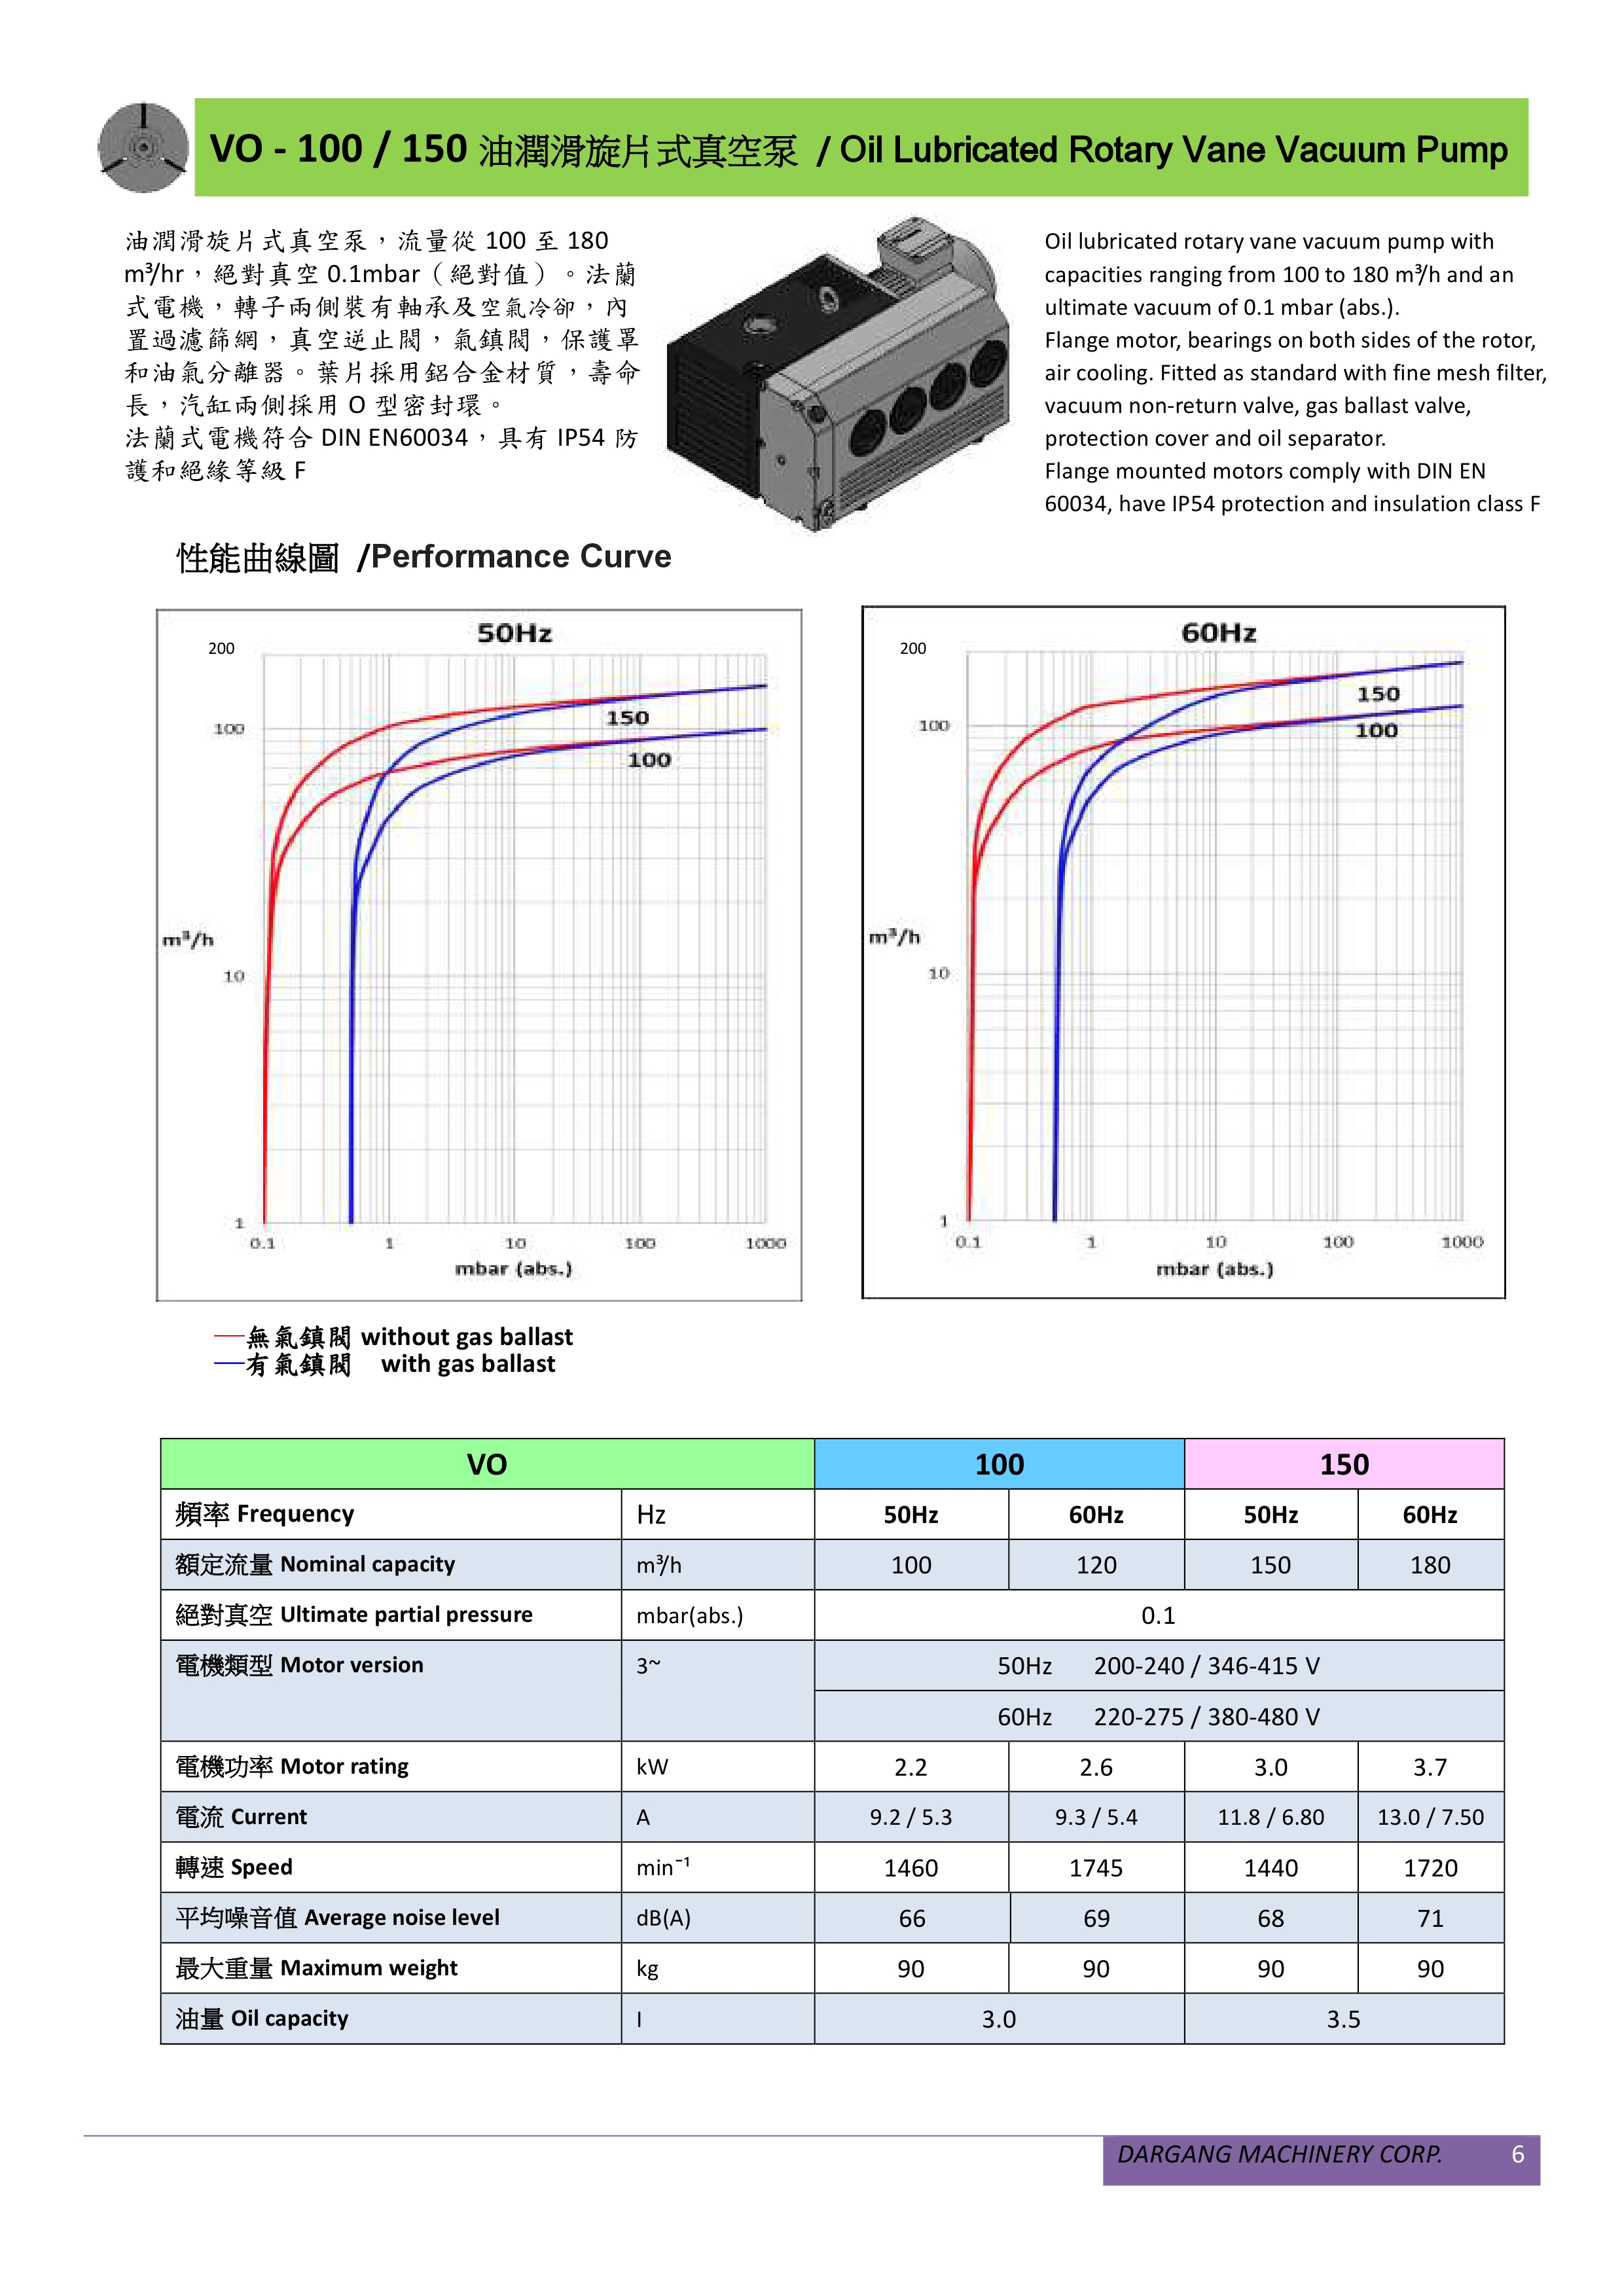 VO - 100 / 150 油潤滑旋片式真空泵 / Oil Lubricated Rotary Vane Vacuum Pump
油潤滑旋片式真空泵，流量從 100 至 180
m³/hr，絕對真空 0.1mbar（絕對值）。法蘭
式電機，轉子兩側裝有軸承及空氣冷卻，內
置過濾篩網，真空逆止閥，氣鎮閥，保護罩
和油氣分離器。葉片採用鋁合金材質，壽命
長，汽缸兩側採用 O 型密封環。
法蘭式電機符合 DIN EN60034，具有 IP54 防
護和絕緣等級 F
Oil lubricated rotary vane vacuum pump with
capacities ranging from 100 to 180 m³/h and an
ultimate vacuum of 0.1 mbar (abs.).
Flange motor, bearings on both sides of the rotor,
air cooling. Fitted as standard with fine mesh filter,
vacuum non-return valve, gas ballast valve,
protection cover and oil separator.
Flange mounted motors comply with DIN EN
60034, have IP54 protection and insulation class F
性能曲線圖 /Performance Curve
50Hz
200
100
150
100
m³/h
10
1
0.1 1 10 100 1000
mbar (abs.)
60Hz
200
100
150
100
m³/h
10
1
0.1 1 10 100 1000
mbar (abs.)
無氣鎮閥 without gas ballast
有氣鎮閥 with gas ballast
VO 100 150
頻率 Frequency Hz 50Hz 60Hz 50Hz 60Hz
額定流量 Nominal capacity m³/h 100 120 150 180
絕對真空 Ultimate partial pressure mbar(abs.) 0.1
電機類型 Motor version 3~ 50Hz 200-240 / 346-415 V
60Hz 220-275 / 380-480 V
電機功率 Motor rating kW 2.2 2.6 3.0 3.7
電流 Current A 9.2 / 5.3 9.3 / 5.4 11.8 / 6.80 13.0 / 7.50
轉速 Speed min⁻¹ 1460 1745 1440 1720
平均噪音值 Average noise level dB(A) 66 69 68 71
最大重量 Maximum weight kg 90 90 90 90
油量 Oil capacity l 3.0 3.5
DARGANG MACHINERY CORP. 6